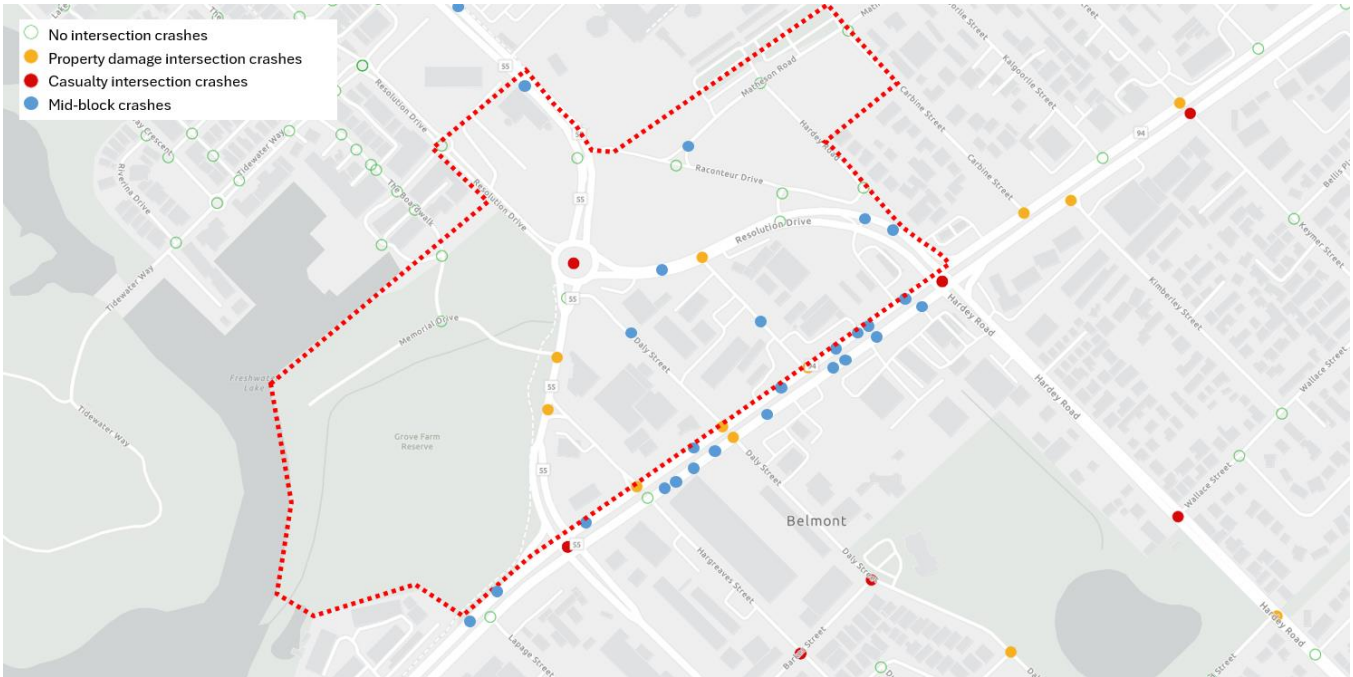 No intersection crashes
Property damage intersection crashes
Casualty intersection crashes
Mid-block crashes
55
Resolution Drive
Matheson Road
Kalgoorlie Street
Carbine Street
Hardey Road
94
Tidewater Way
Riverina Drive
The Boardwalk
Resolution Drive
Raconteur Drive
Carbine Street
55
Resolution Drive
Keymer Street
Kimberley Street
Tidewater Way
55
Hardey Road
Memorial Drive
Daly Street
Wallace Street
94
55
Hardey Road
Tidewater Way
Grove Farm
Reserve
Daly Street
55
Wallace Street
Belmont
55
Hargreaves Street
Daly Street
Lapage Street
Hardey Road